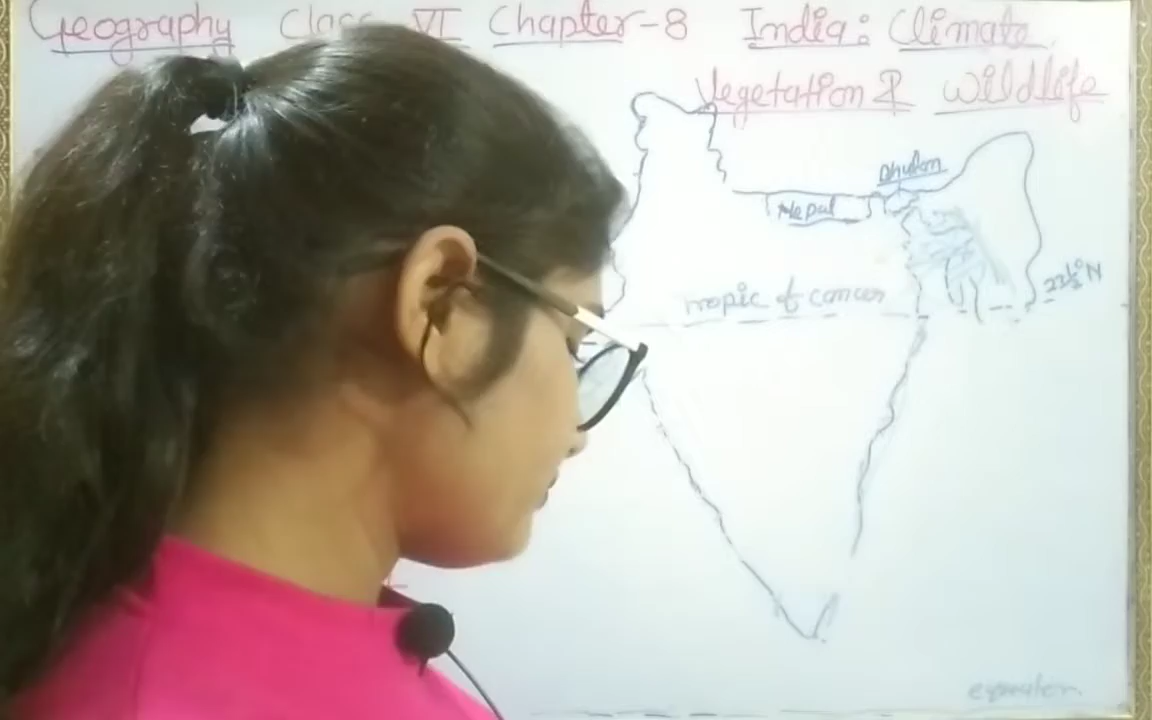 Geography Class VI Chapter-8 India: Climate,
Vegetation & Wildlife
Bhutan
Nepal
23½°N
Tropic of cancer
equator